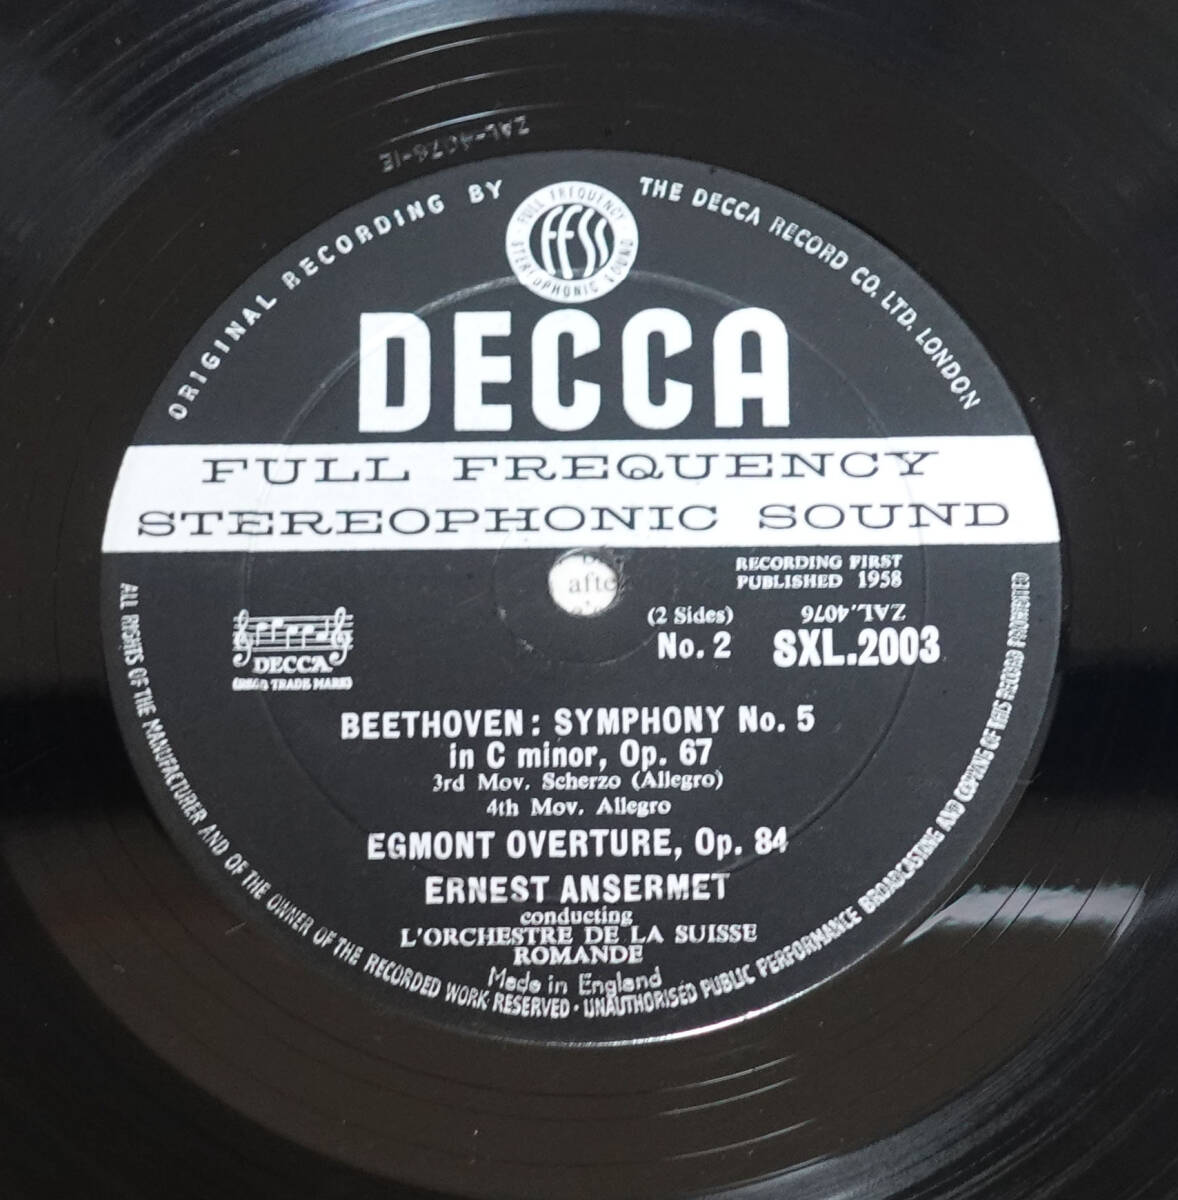 ZAL-4076-1E
ORIGINAL RECORDING BY
THE DECCA RECORD CO. LTD. LONDON
FULL FREQUENCY
FFSS
STEREOPHONIC SOUND
DECCA
FULL FREQUENCY
STEREOPHONIC SOUND
afte
RECORDING FIRST
PUBLISHED 1958
(2 Sides)
ZAL.4076
No. 2
SXL.2003
DECCA
(REGD TRADE MARK)
BEETHOVEN: SYMPHONY No. 5
in C minor, Op. 67
3rd Mov. Scherzo (Allegro)
4th Mov. Allegro
EGMONT OVERTURE, Op. 84
ERNEST ANSERMET
conducting
L'ORCHESTRE DE LA SUISSE
ROMANDE
Made in England
ALL RIGHTS OF THE MANUFACTURER AND OF THE OWNER OF THE RECORDED WORK RESERVED · UNAUTHORISED PUBLIC PERFORMANCE BROADCASTING AND COPYING OF THIS RECORD PROHIBITED